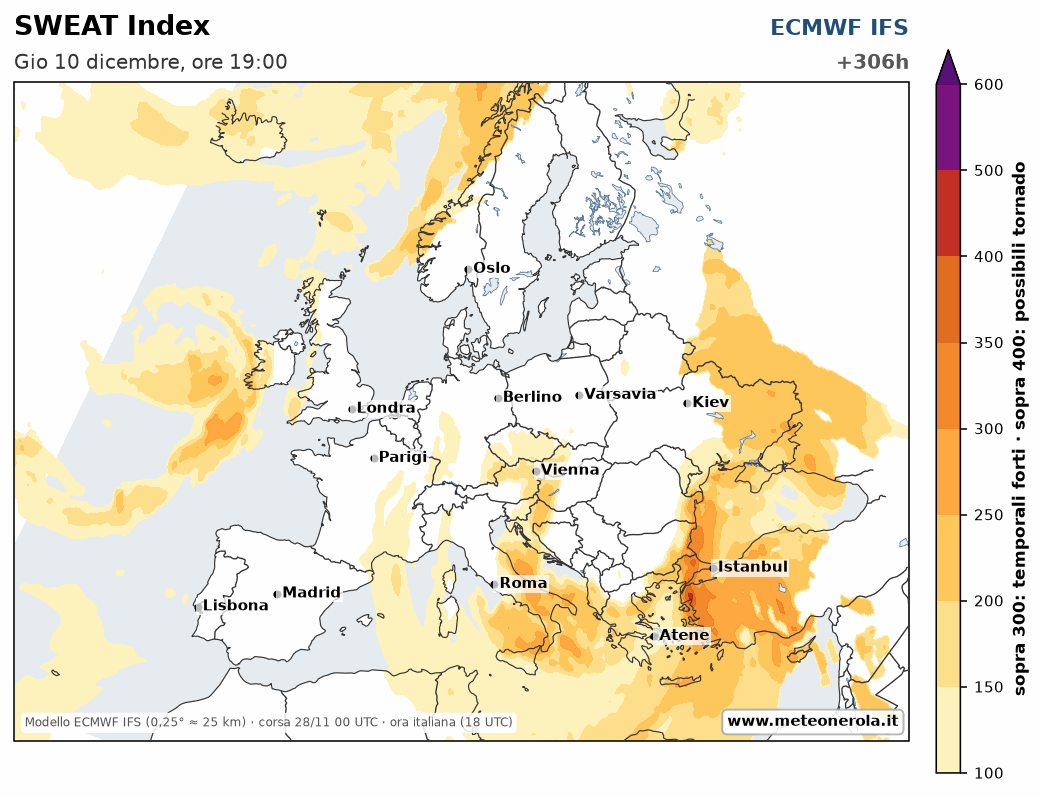 SWEAT Index
ECMWF IFS
Gio 10 dicembre, ore 19:00
+306h
600
500
400
350
300
250
200
150
100
sopra 300: temporali forti · sopra 400: possibili tornado
Oslo
Berlino
Varsavia
Kiev
Londra
Parigi
Vienna
Istanbul
Roma
Madrid
Lisbona
Atene
Modello ECMWF IFS (0,25° ≈ 25 km) · corsa 28/11 00 UTC · ora italiana (18 UTC)
www.meteonerola.it